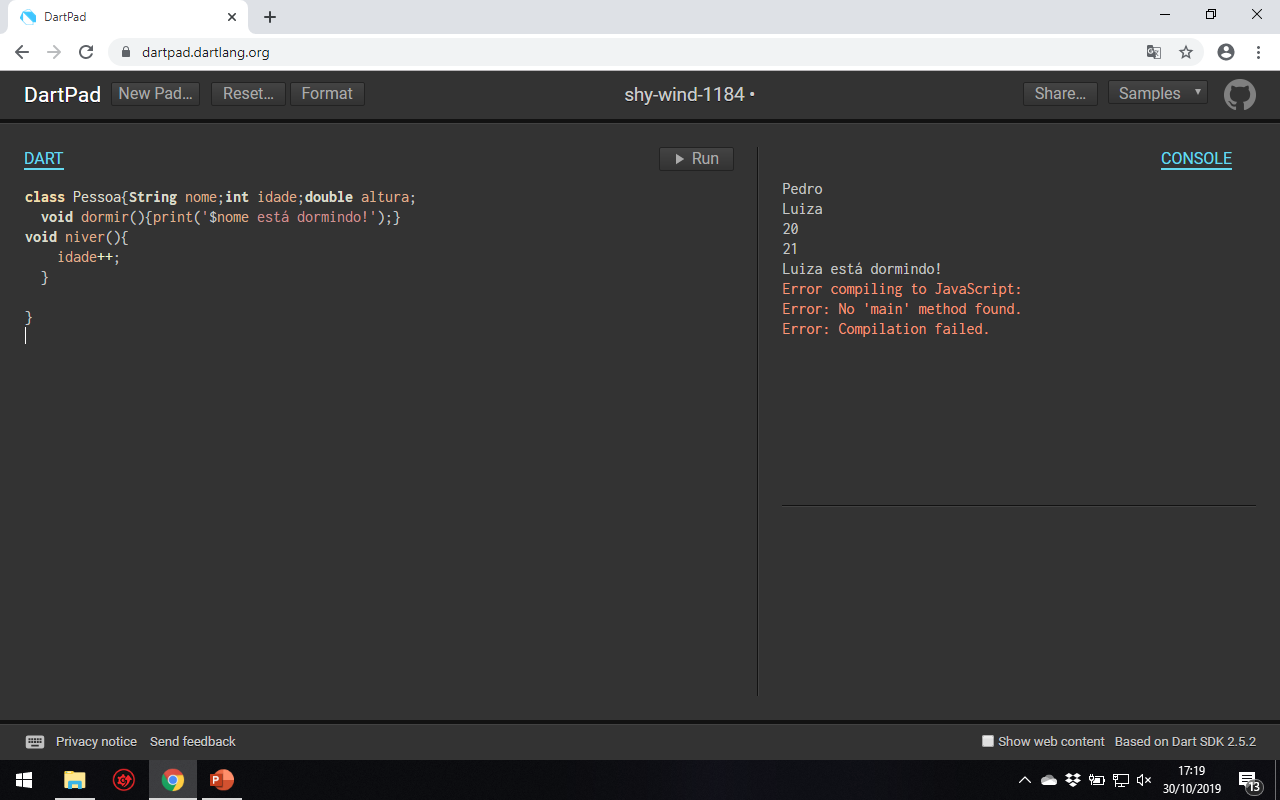 DartPad
dartpad.dartlang.org
DartPad New Pad... Reset... Format shy-wind-1184 • Share... Samples
DART Run CONSOLE
class Pessoa{String nome;int idade;double altura;
  void dormir(){print('$nome está dormindo!');}
void niver(){
    idade++;
  }
}
Pedro
Luiza
20
21
Luiza está dormindo!
Error compiling to JavaScript:
Error: No 'main' method found.
Error: Compilation failed.
Privacy notice Send feedback Show web content Based on Dart SDK 2.5.2
17:19
30/10/2019
13